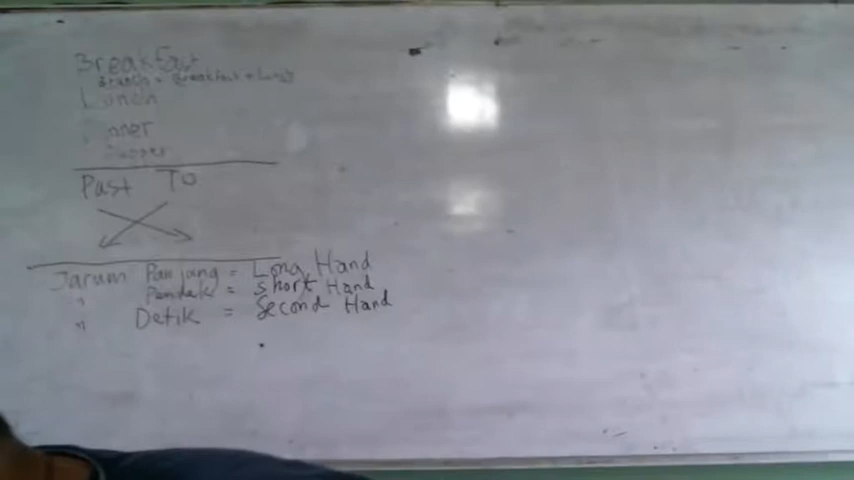 Breakfast
Brunch = Breakfast + Lunch
Lunch
Dinner
Supper
Past To
Jarum Panjang = Long Hand
" Pendek = Short Hand
" Detik = Second Hand